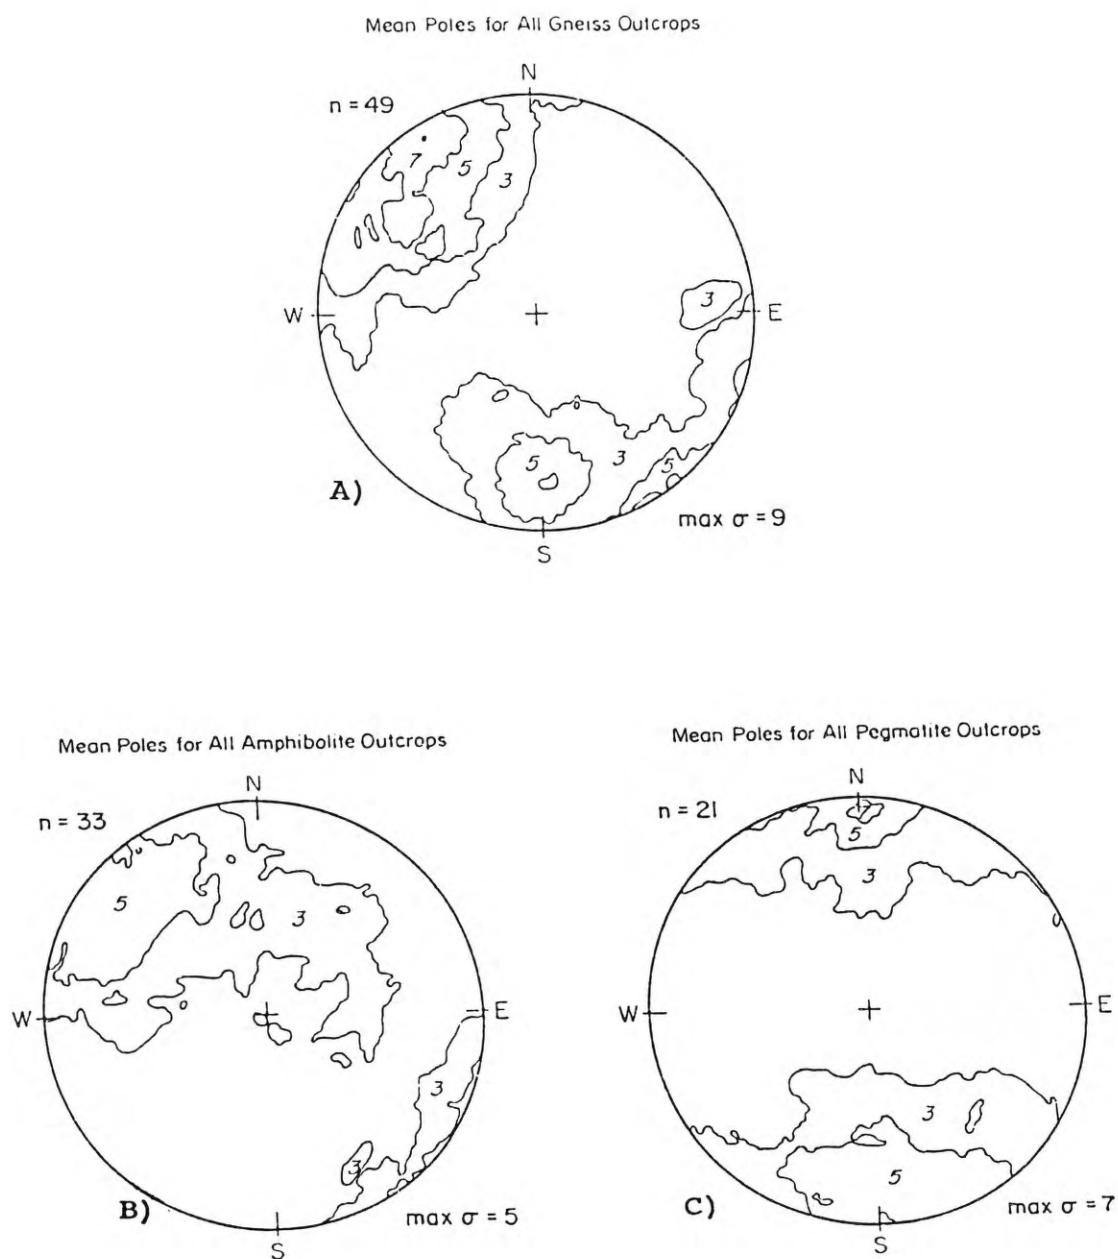 Mean Poles for All Gneiss Outcrops
N
n = 49
7
5
3
3
W
E
5
3
5
A)
max σ = 9
S
Mean Poles for All Amphibolite Outcrops
N
n = 33
5
3
W
E
3
3
B)
max σ = 5
S
Mean Poles for All Pegmatite Outcrops
N
n = 21
5
3
W
E
3
5
C)
max σ = 7
S